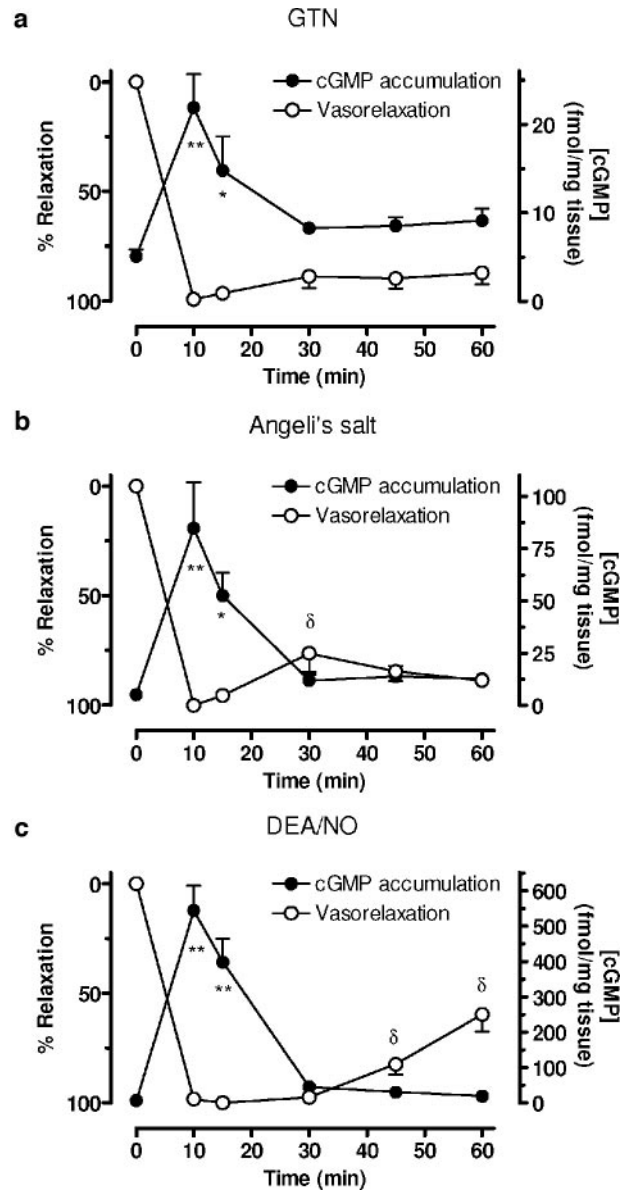 a
GTN
cGMP accumulation
Vasorelaxation
% Relaxation
0
50
100
**
*
20
10
0
[cGMP]
(fmol/mg tissue)
0 10 20 30 40 50 60
Time (min)
b
Angeli's salt
cGMP accumulation
Vasorelaxation
% Relaxation
0
50
100
**
*
δ
100
75
50
25
0
[cGMP]
(fmol/mg tissue)
0 10 20 30 40 50 60
Time (min)
c
DEA/NO
cGMP accumulation
Vasorelaxation
% Relaxation
0
50
100
**
**
δ
δ
600
500
400
300
200
100
0
[cGMP]
(fmol/mg tissue)
0 10 20 30 40 50 60
Time (min)